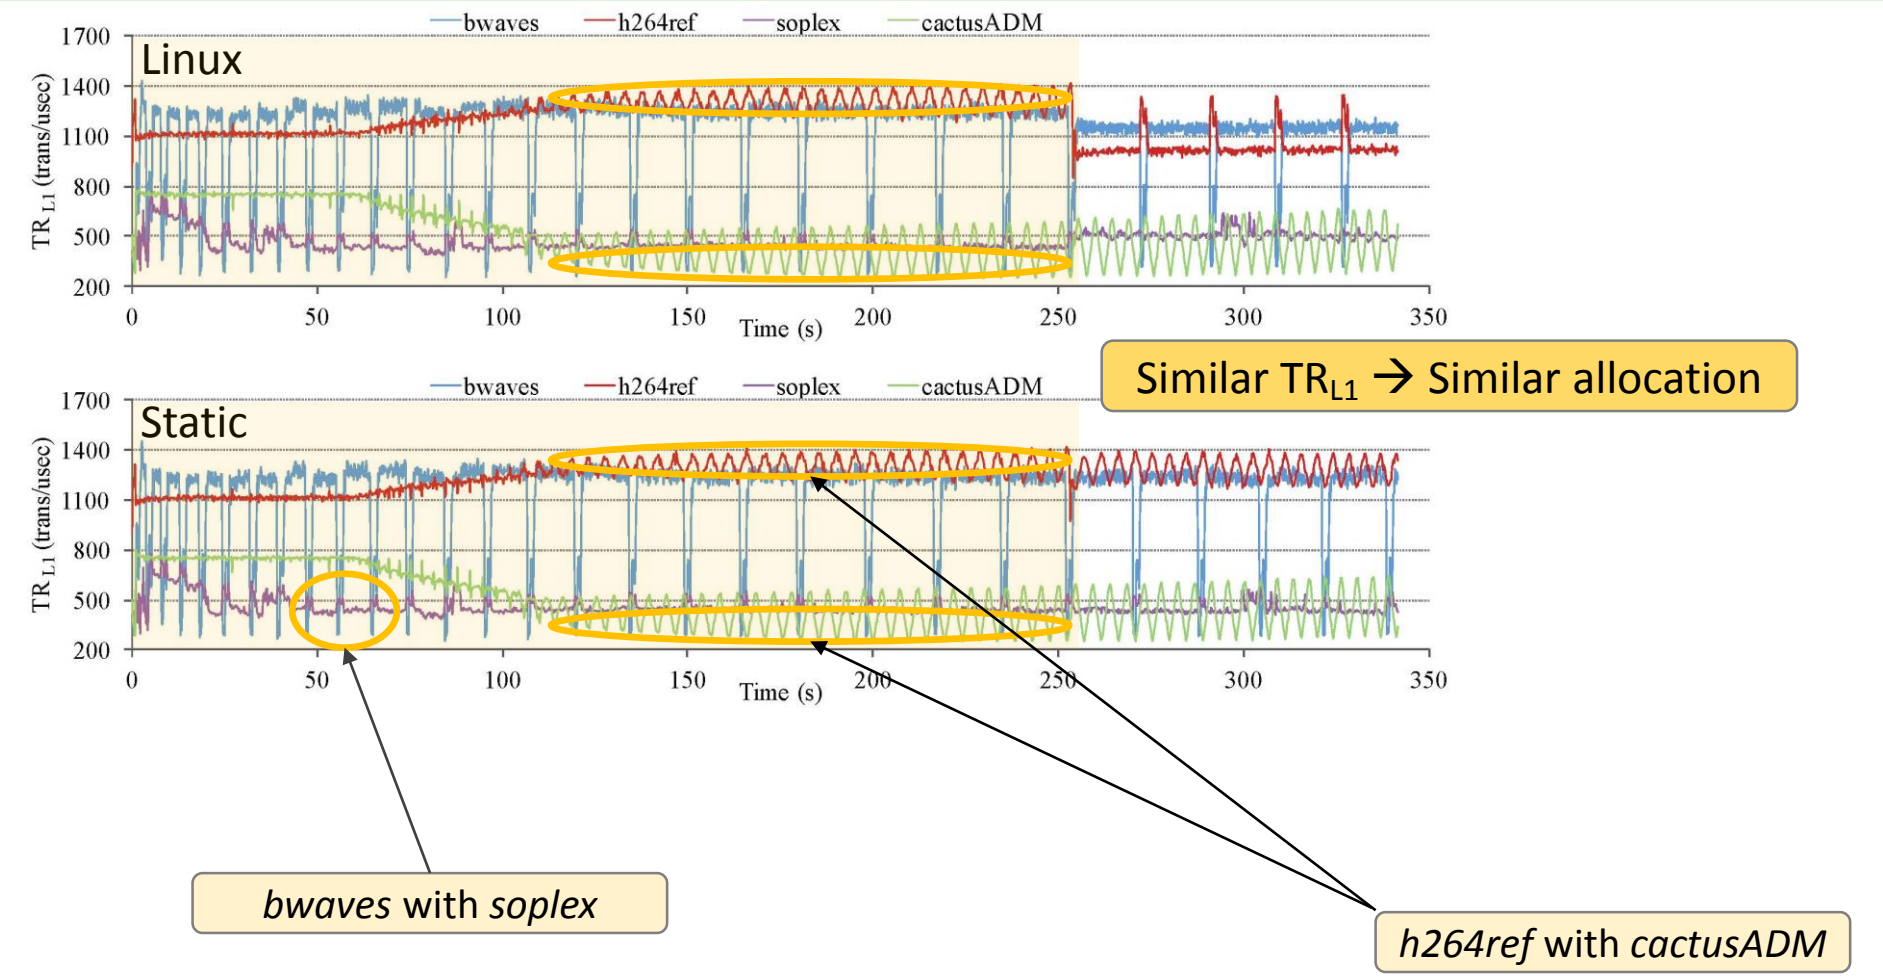 bwaves h264ref soplex cactusADM
Linux
TR L1 (trans/usec)
1700
1400
1100
800
500
200
0 50 100 150 200 250 300 350
Time (s)
Similar TRL1 → Similar allocation
bwaves h264ref soplex cactusADM
Static
TR L1 (trans/usec)
1700
1400
1100
800
500
200
0 50 100 150 200 250 300 350
Time (s)
bwaves with soplex
h264ref with cactusADM